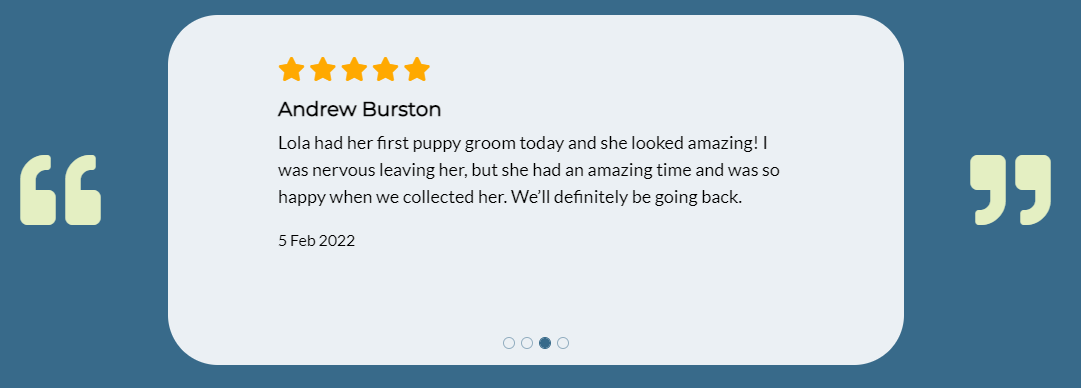 Andrew Burston
Lola had her first puppy groom today and she looked amazing! I
was nervous leaving her, but she had an amazing time and was so
happy when we collected her. We’ll definitely be going back.
5 Feb 2022